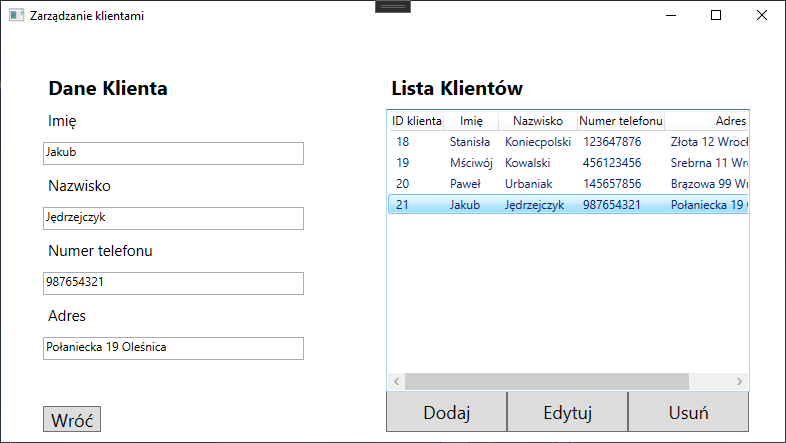 Zarządzanie klientami
Dane Klienta
Imię
Jakub
Nazwisko
Jędrzejczyk
Numer telefonu
987654321
Adres
Połaniecka 19 Oleśnica
Wróć
Lista Klientów
ID klienta Imię Nazwisko Numer telefonu Adres
18 Stanisła Koniecpolski 123647876 Złota 12 Wrocł
19 Mściwój Kowalski 456123456 Srebrna 11 Wr
20 Paweł Urbaniak 145657856 Brązowa 99 Wr
21 Jakub Jędrzejczyk 987654321 Połaniecka 19
Dodaj Edytuj Usuń